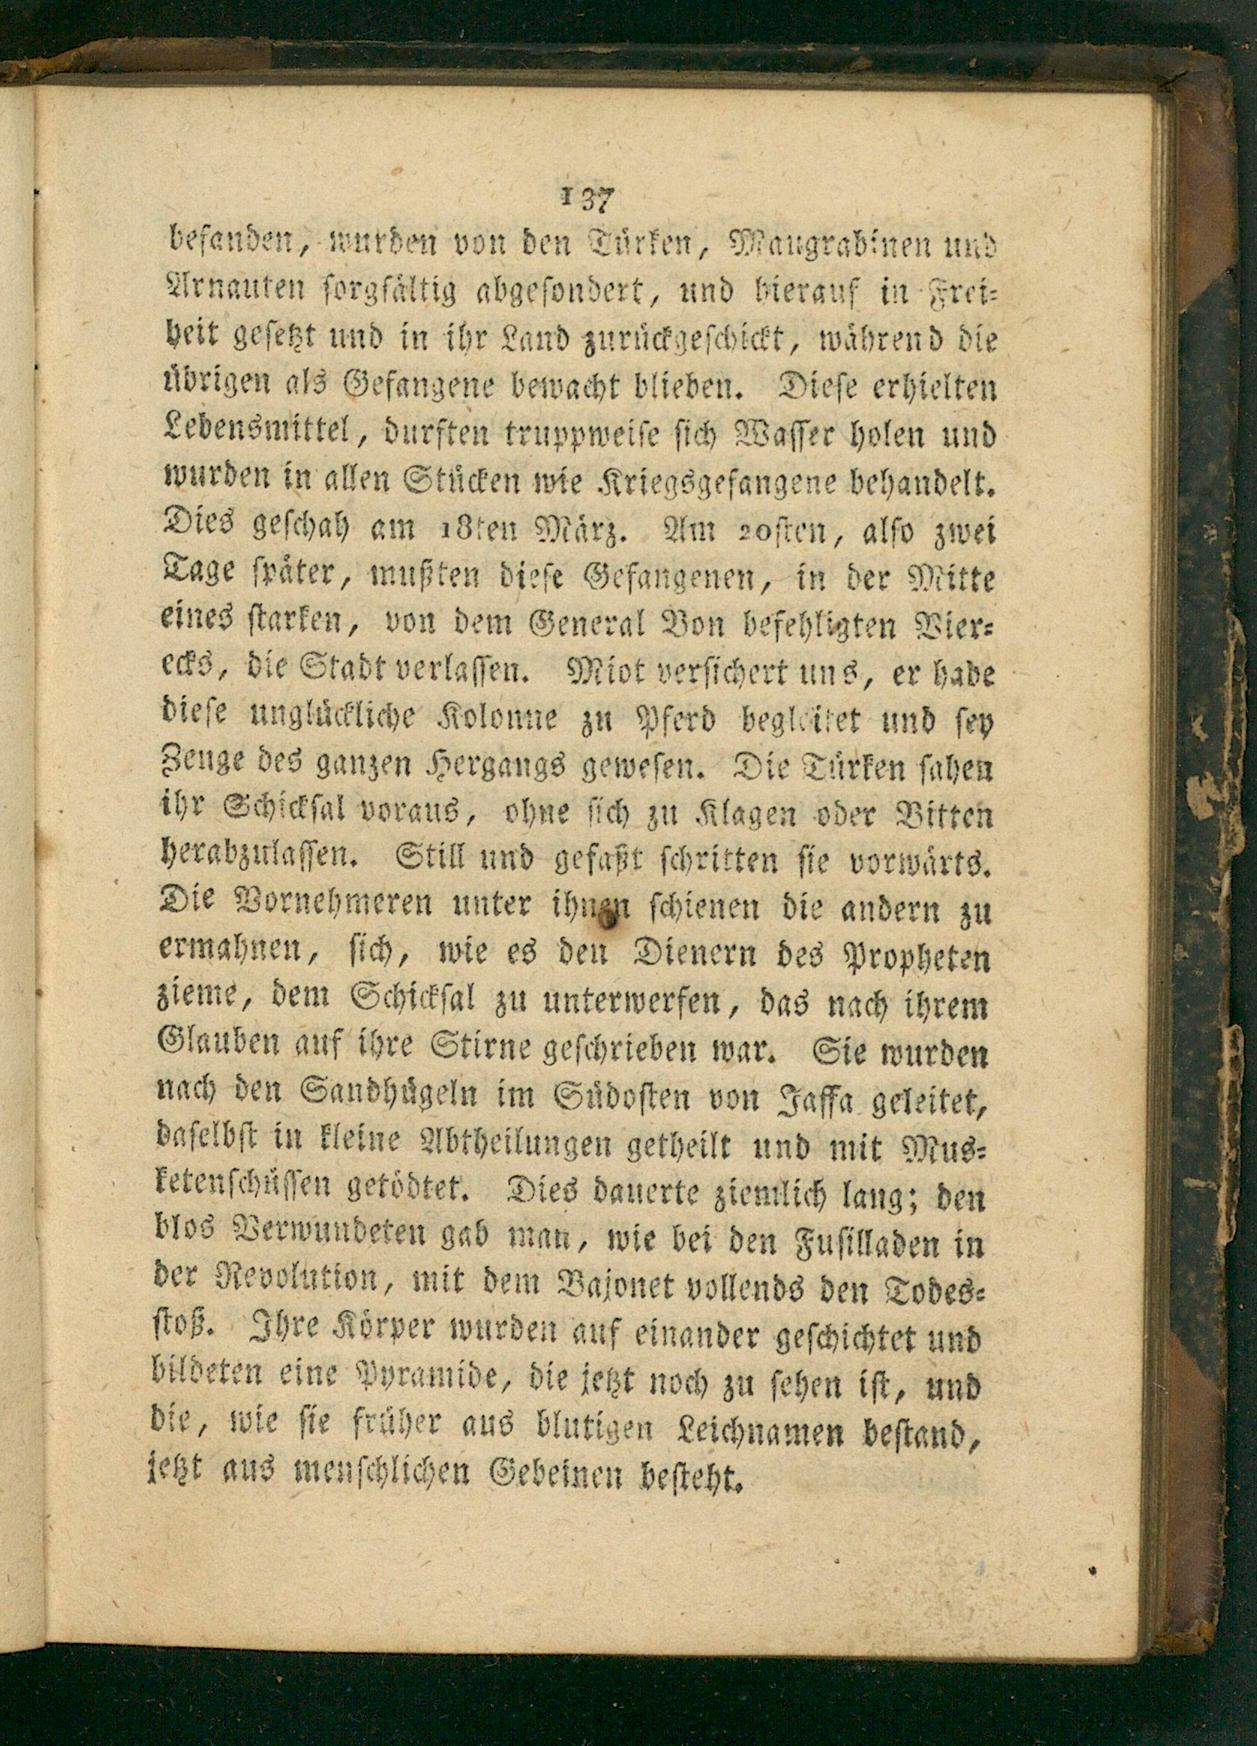 137
befanden, wurden von den Türken, Maugrabinen und
Arnauten sorgfältig abgesondert, und hierauf in Frei-
heit gesetzt und in ihr Land zurückgeschickt, während die
übrigen als Gefangene bewacht blieben. Diese erhielten
Lebensmittel, durften truppweise sich Wasser holen und
wurden in allen Stücken wie Kriegsgefangene behandelt.
Dies geschah am 18ten März. Am 20sten, also zwei
Tage später, mußten diese Gefangenen, in der Mitte
eines starken, von dem General Bon befehligten Vier-
ecks, die Stadt verlassen. Miot versichert uns, er habe
diese unglückliche Kolonne zu Pferd begleitet und sey
Zeuge des ganzen Hergangs gewesen. Die Türken sahen
ihr Schicksal voraus, ohne sich zu Klagen oder Bitten
herabzulassen. Still und gefaßt schritten sie vorwärts.
Die Vornehmeren unter ihnen schienen die andern zu
ermahnen, sich, wie es den Dienern des Propheten
zieme, dem Schicksal zu unterwerfen, das nach ihrem
Glauben auf ihre Stirne geschrieben war. Sie wurden
nach den Sandhügeln im Südosten von Jaffa geleitet,
daselbst in kleine Abtheilungen getheilt und mit Mus-
ketenschüssen getödtet. Dies dauerte ziemlich lang; den
blos Verwundeten gab man, wie bei den Fusilladen in
der Revolution, mit dem Bajonet vollends den Todes-
stoß. Ihre Körper wurden auf einander geschichtet und
bildeten eine Pyramide, die jetzt noch zu sehen ist, und
die, wie sie früher aus blutigen Leichnamen bestand,
jetzt aus menschlichen Gebeinen besteht.